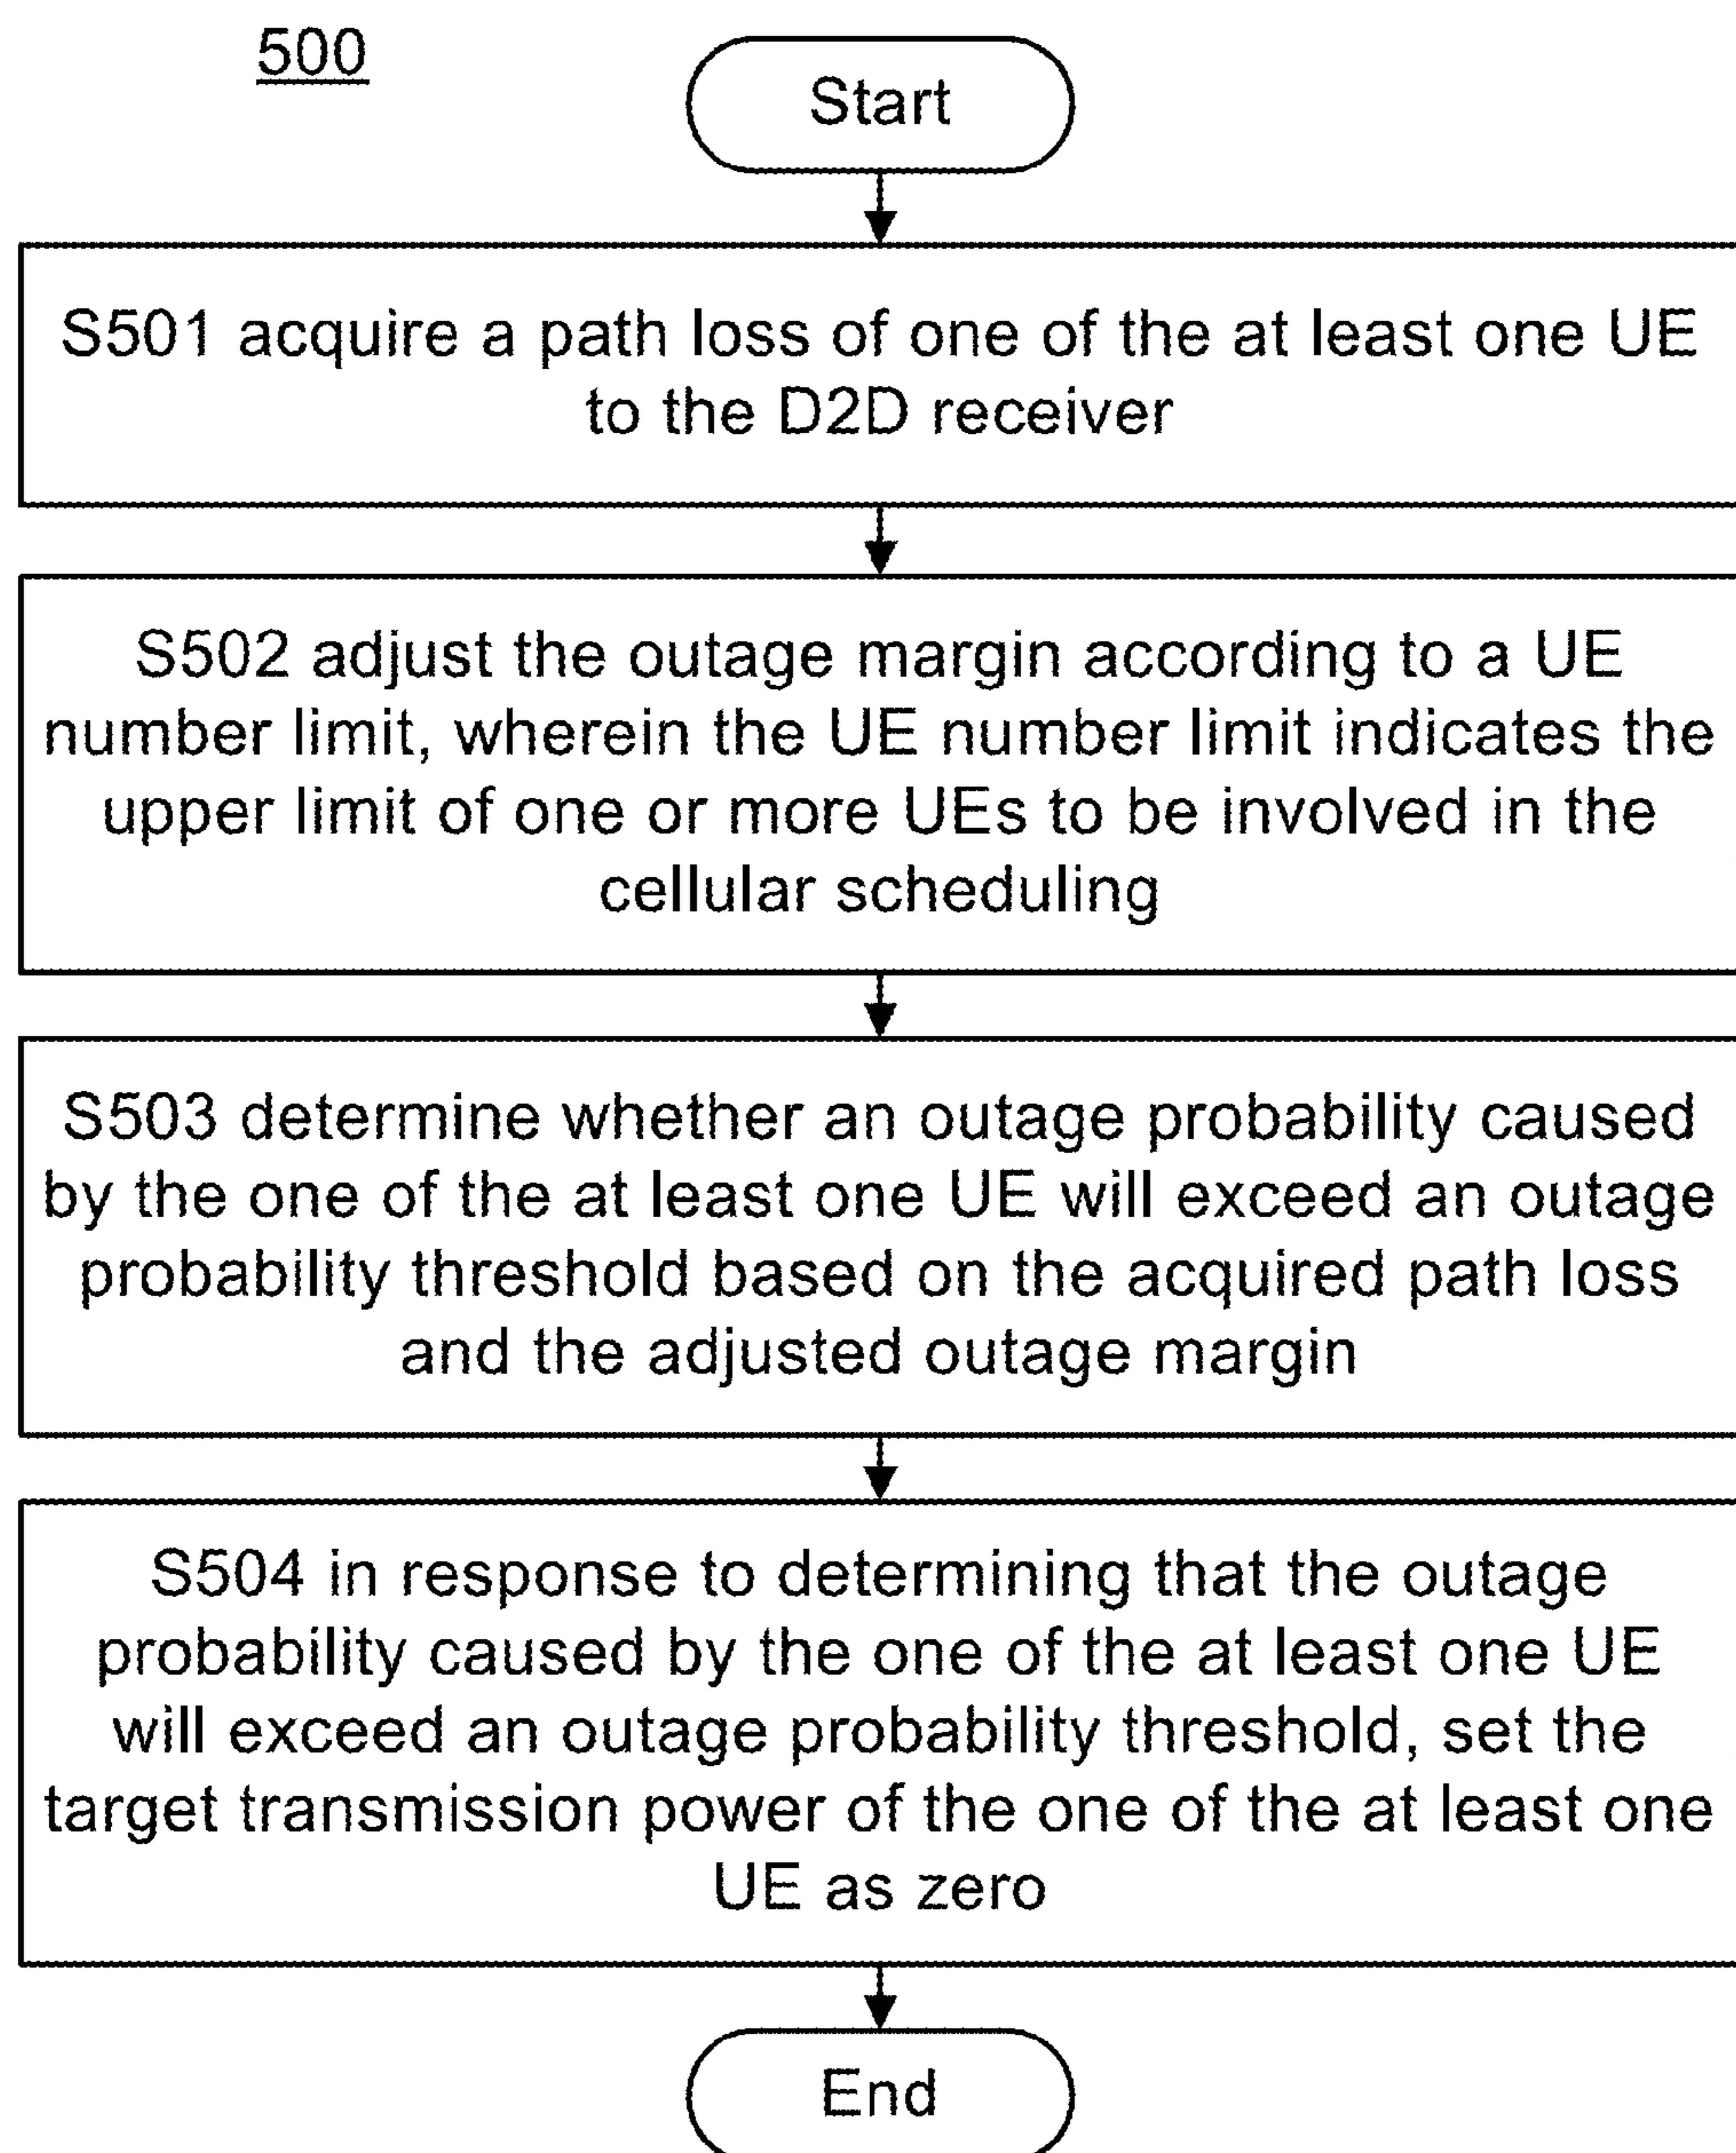 500
Start
S501 acquire a path loss of one of the at least one UE
to the D2D receiver
S502 adjust the outage margin according to a UE
number limit, wherein the UE number limit indicates the
upper limit of one or more UEs to be involved in the
cellular scheduling
S503 determine whether an outage probability caused
by the one of the at least one UE will exceed an outage
probability threshold based on the acquired path loss
and the adjusted outage margin
S504 in response to determining that the outage
probability caused by the one of the at least one UE
will exceed an outage probability threshold, set the
target transmission power of the one of the at least one
UE as zero
End